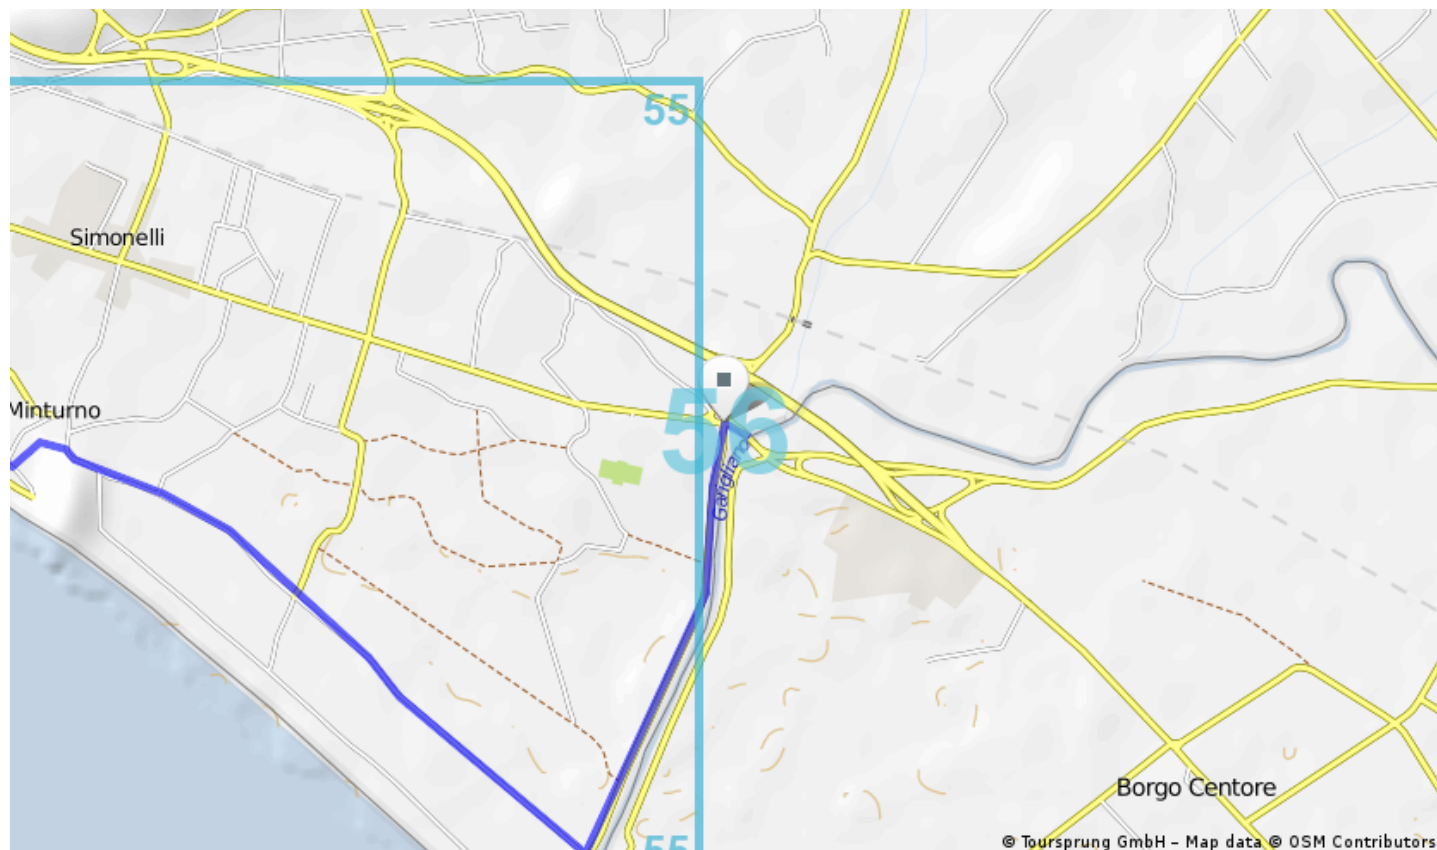 55
Simonelli
Minturno
56
Garigliano
Borgo Centore
55
© Toursprung GmbH – Map data © OSM Contributors